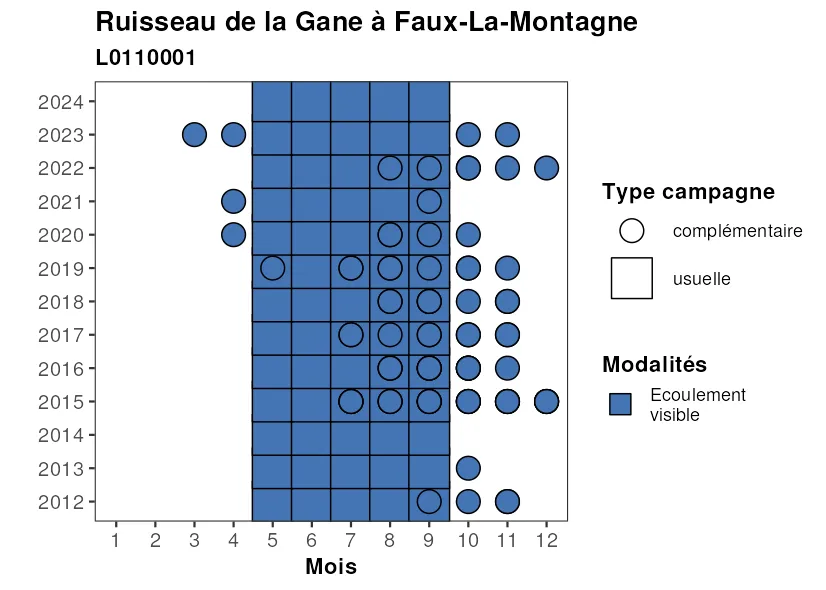 Ruisseau de la Gane à Faux-La-Montagne
L0110001
2024
2023
2022
2021
2020
2019
2018
2017
2016
2015
2014
2013
2012
1 2 3 4 5 6 7 8 9 10 11 12
Mois
Type campagne
complémentaire
usuelle
Modalités
Ecoulement
visible